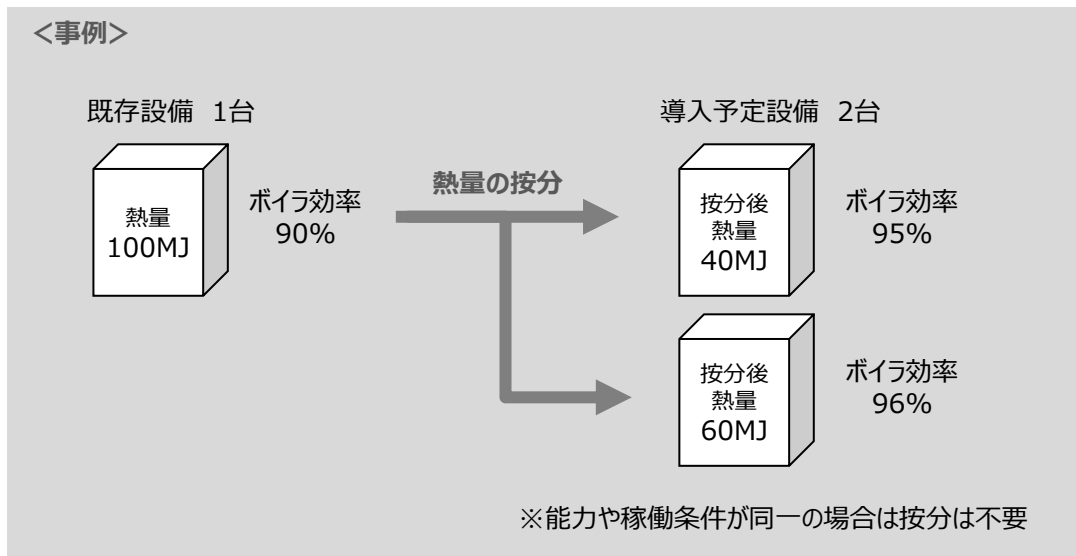 ＜事例＞
既存設備　1台
熱量
100MJ
ボイラ効率
90%
熱量の按分
導入予定設備　2台
按分後
熱量
40MJ
ボイラ効率
95%
按分後
熱量
60MJ
ボイラ効率
96%
※能力や稼働条件が同一の場合は按分は不要